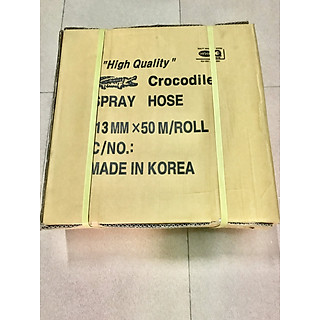 "High Quality"
Crocodile
SPRAY HOSE
13 MM ×50 M/ROLL
C/NO.:
MADE IN KOREA